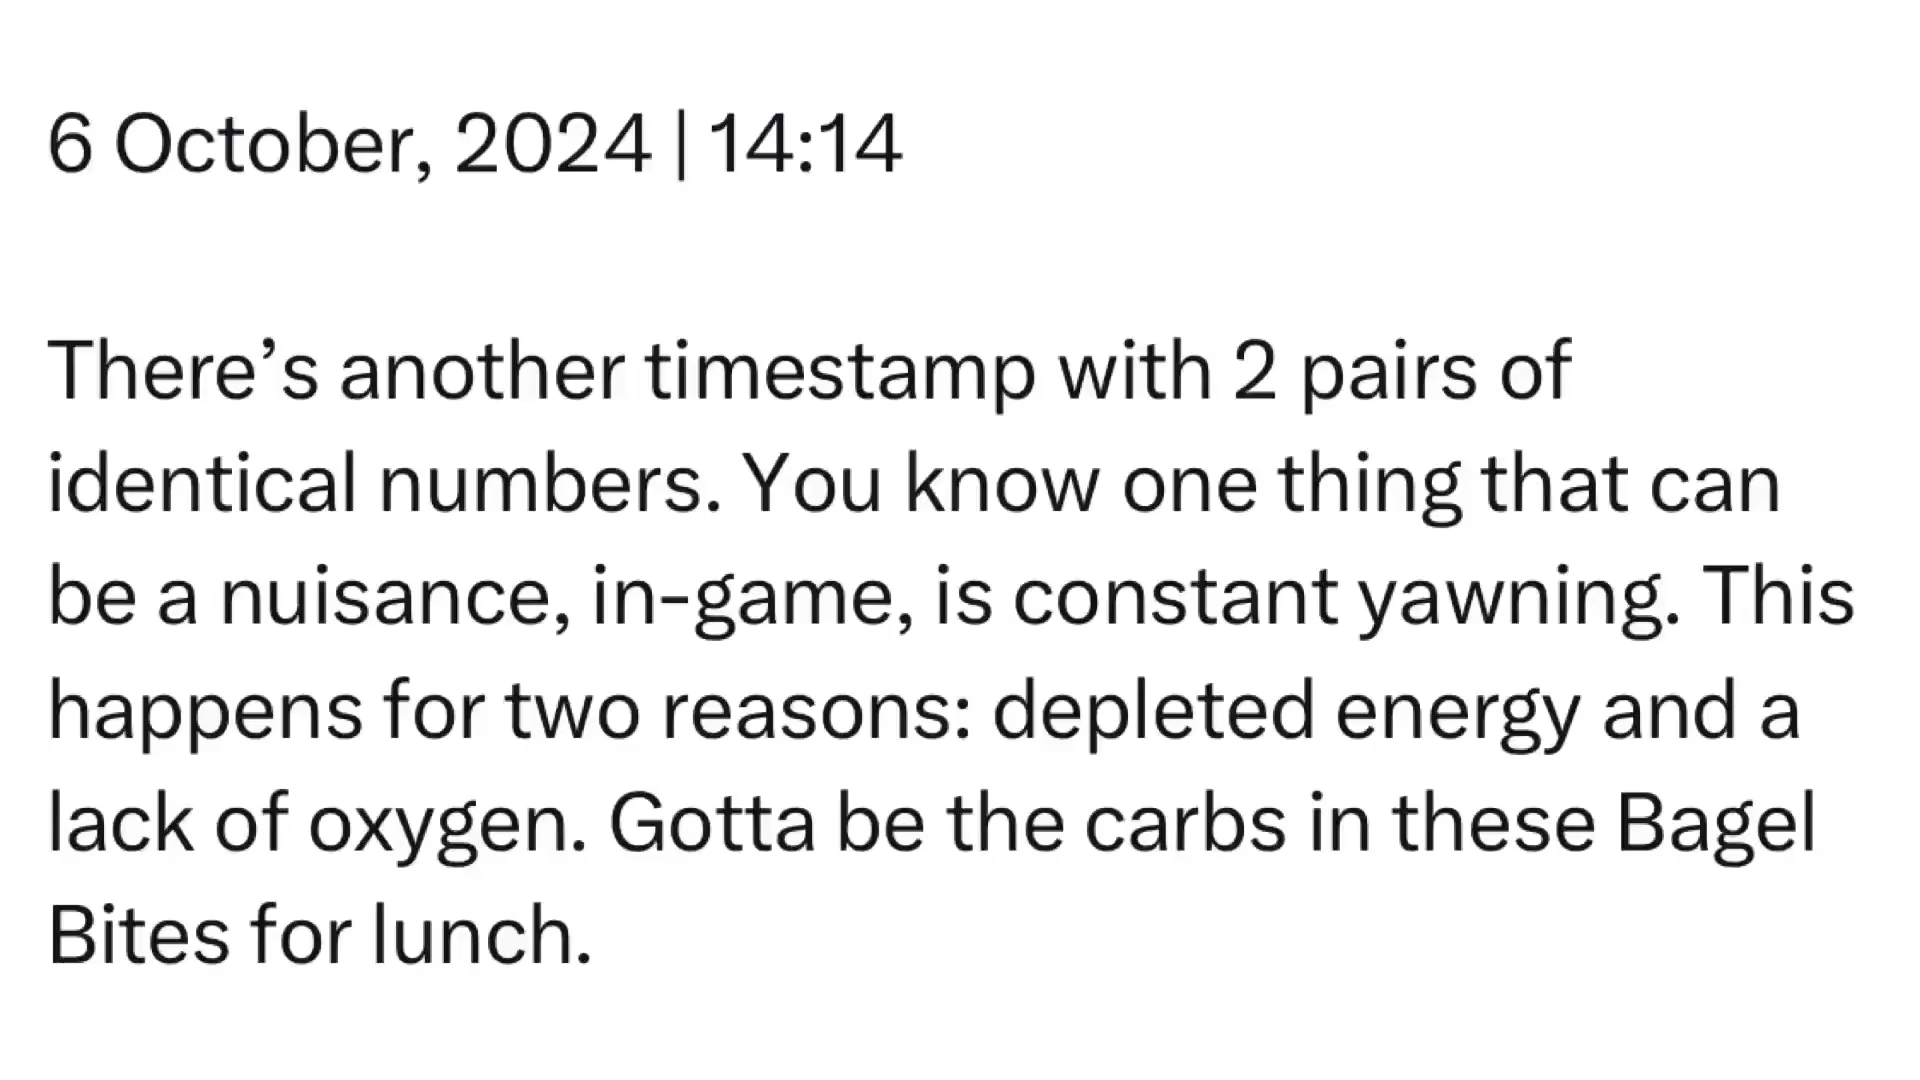 6 October, 2024 | 14:14
There’s another timestamp with 2 pairs of
identical numbers. You know one thing that can
be a nuisance, in-game, is constant yawning. This
happens for two reasons: depleted energy and a
lack of oxygen. Gotta be the carbs in these Bagel
Bites for lunch.